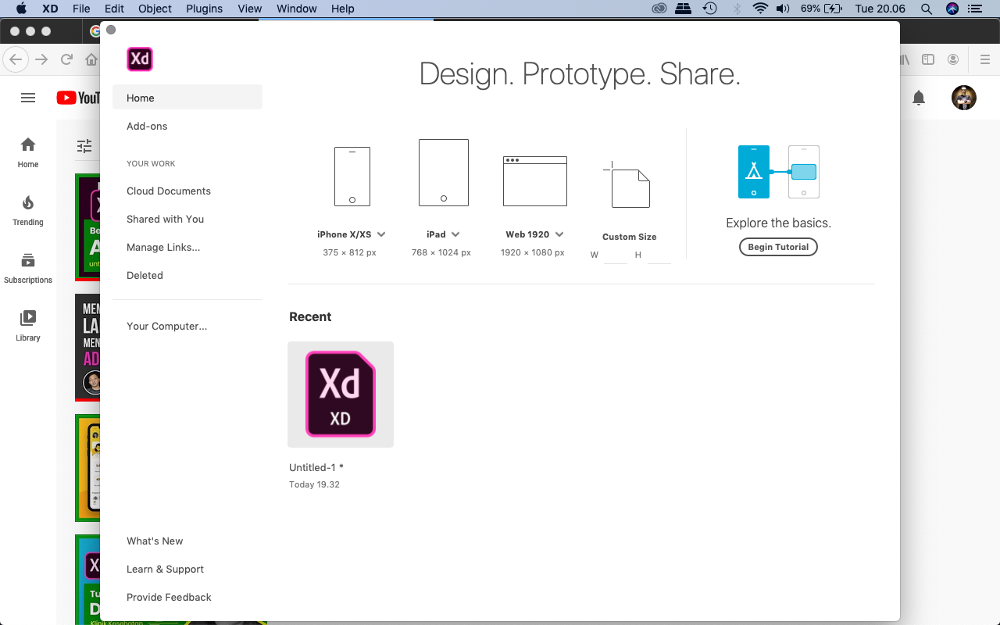 XD File Edit Object Plugins View Window Help 69% Tue 20.06
Xd
Home
Add-ons
YOUR WORK
Cloud Documents
Shared with You
Manage Links...
Deleted
Your Computer...
What's New
Learn & Support
Provide Feedback
Design. Prototype. Share.
iPhone X/XS
375 × 812 px
iPad
768 × 1024 px
Web 1920
1920 × 1080 px
Custom Size
W H
Explore the basics.
Begin Tutorial
Recent
Xd
XD
Untitled-1 *
Today 19.32
Home
Trending
Subscriptions
Library